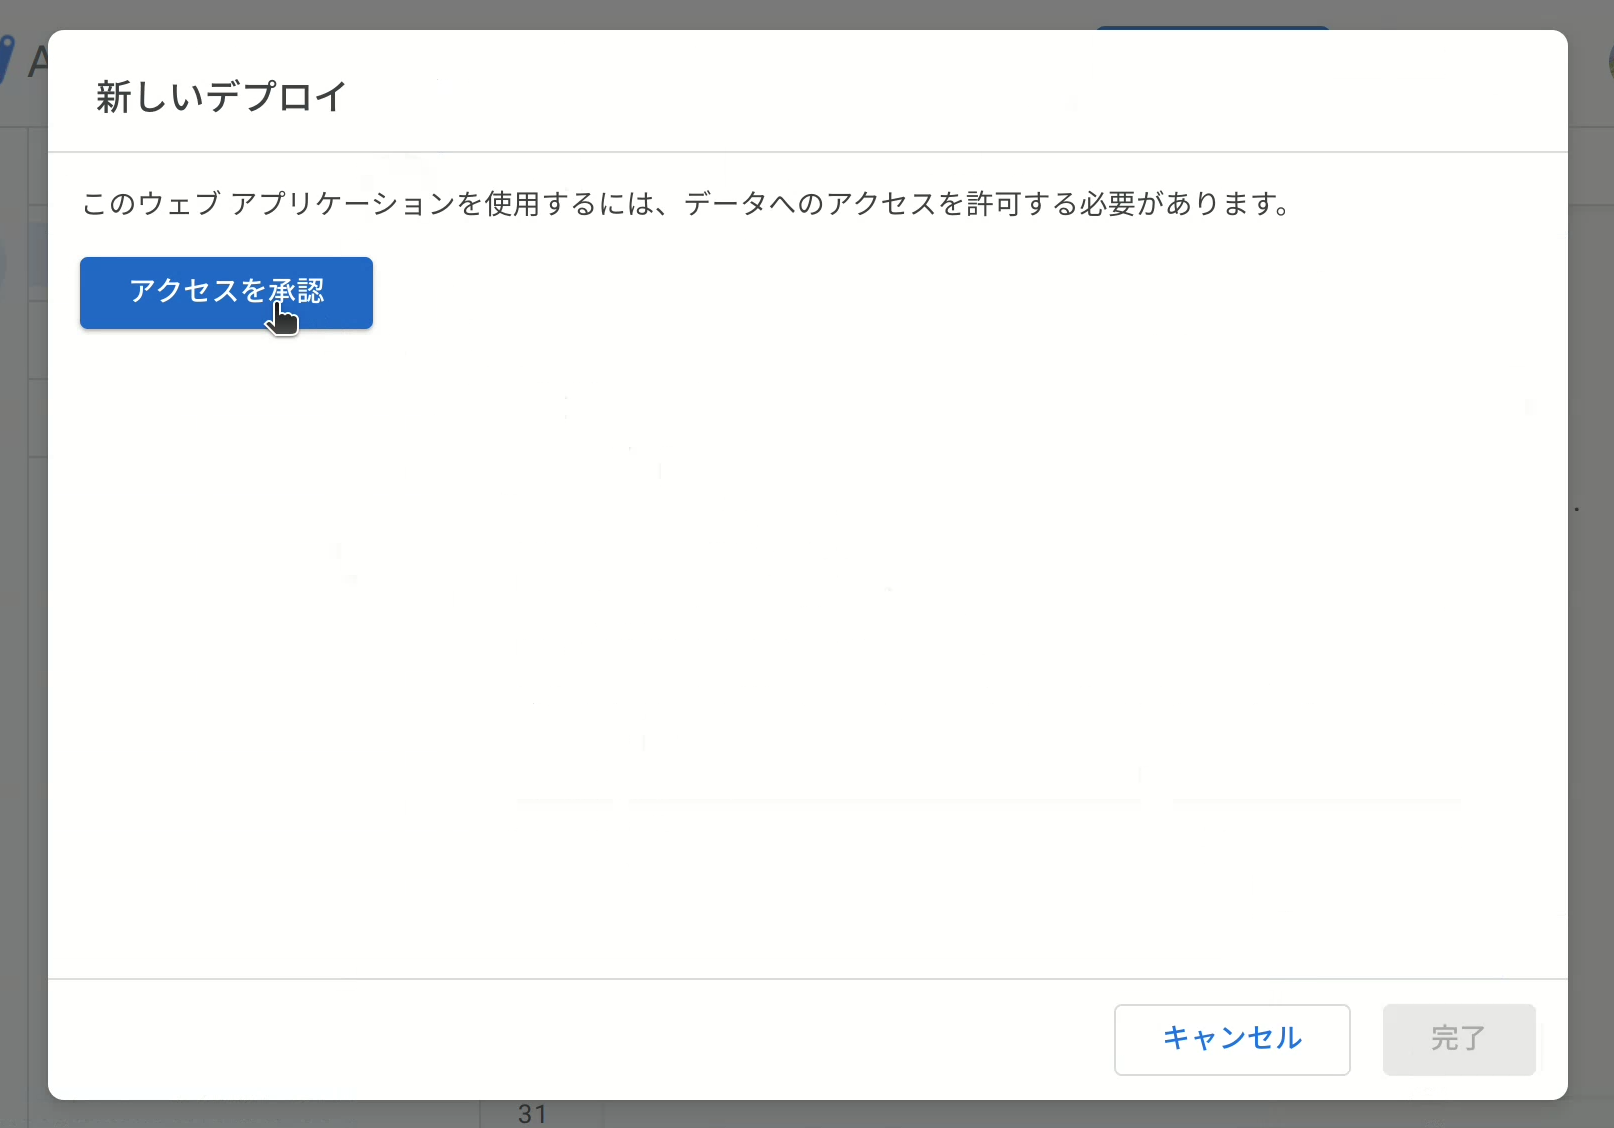 A
新しいデプロイ
このウェブ アプリケーションを使用するには、データへのアクセスを許可する必要があります。
アクセスを承認
キャンセル
完了
31